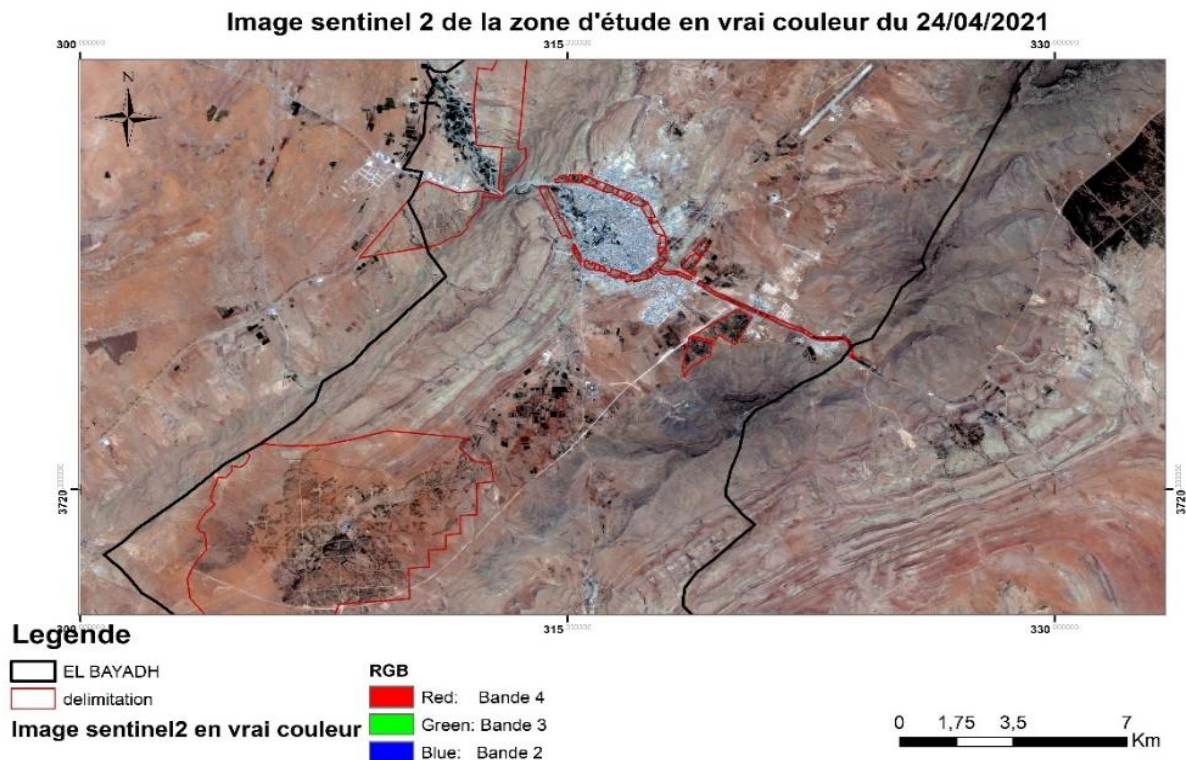 Image sentinel 2 de la zone d'étude en vrai couleur du 24/04/2021
300 315 330
N
3720 3720
300 315 330
Legende
EL BAYADH
delimitation
Image sentinel2 en vrai couleur
RGB
Red: Bande 4
Green: Bande 3
Blue: Bande 2
0 1,75 3,5 7
Km